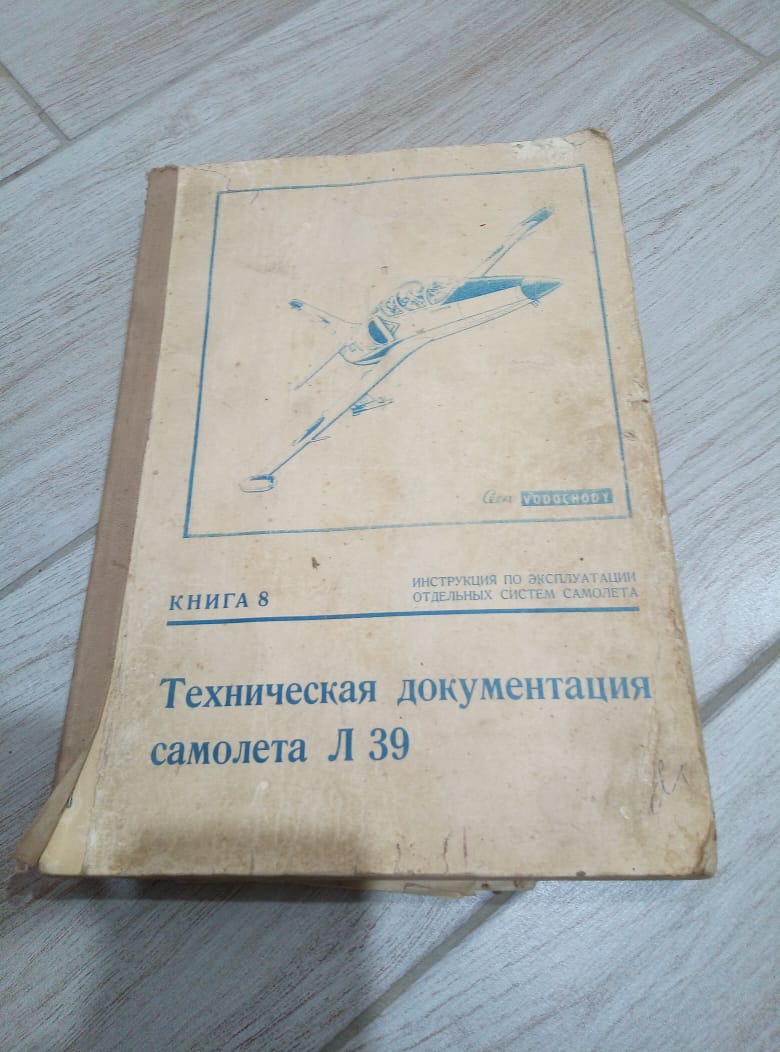 Aero VODOCHODY
КНИГА 8
ИНСТРУКЦИЯ ПО ЭКСПЛУАТАЦИИ
ОТДЕЛЬНЫХ СИСТЕМ САМОЛЕТА
Техническая документация
самолета Л 39